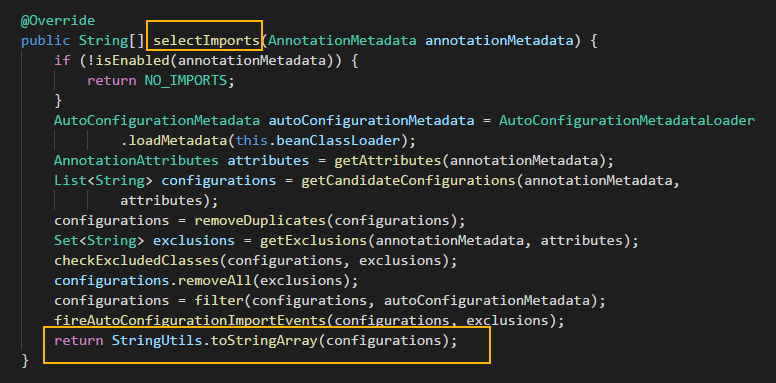 @Override
public String[] selectImports(AnnotationMetadata annotationMetadata) {
if (!isEnabled(annotationMetadata)) {
return NO_IMPORTS;
}
AutoConfigurationMetadata autoConfigurationMetadata = AutoConfigurationMetadataLoader
.loadMetadata(this.beanClassLoader);
AnnotationAttributes attributes = getAttributes(annotationMetadata);
List<String> configurations = getCandidateConfigurations(annotationMetadata,
attributes);
configurations = removeDuplicates(configurations);
Set<String> exclusions = getExclusions(annotationMetadata, attributes);
checkExcludedClasses(configurations, exclusions);
configurations.removeAll(exclusions);
configurations = filter(configurations, autoConfigurationMetadata);
fireAutoConfigurationImportEvents(configurations, exclusions);
return StringUtils.toStringArray(configurations);
}